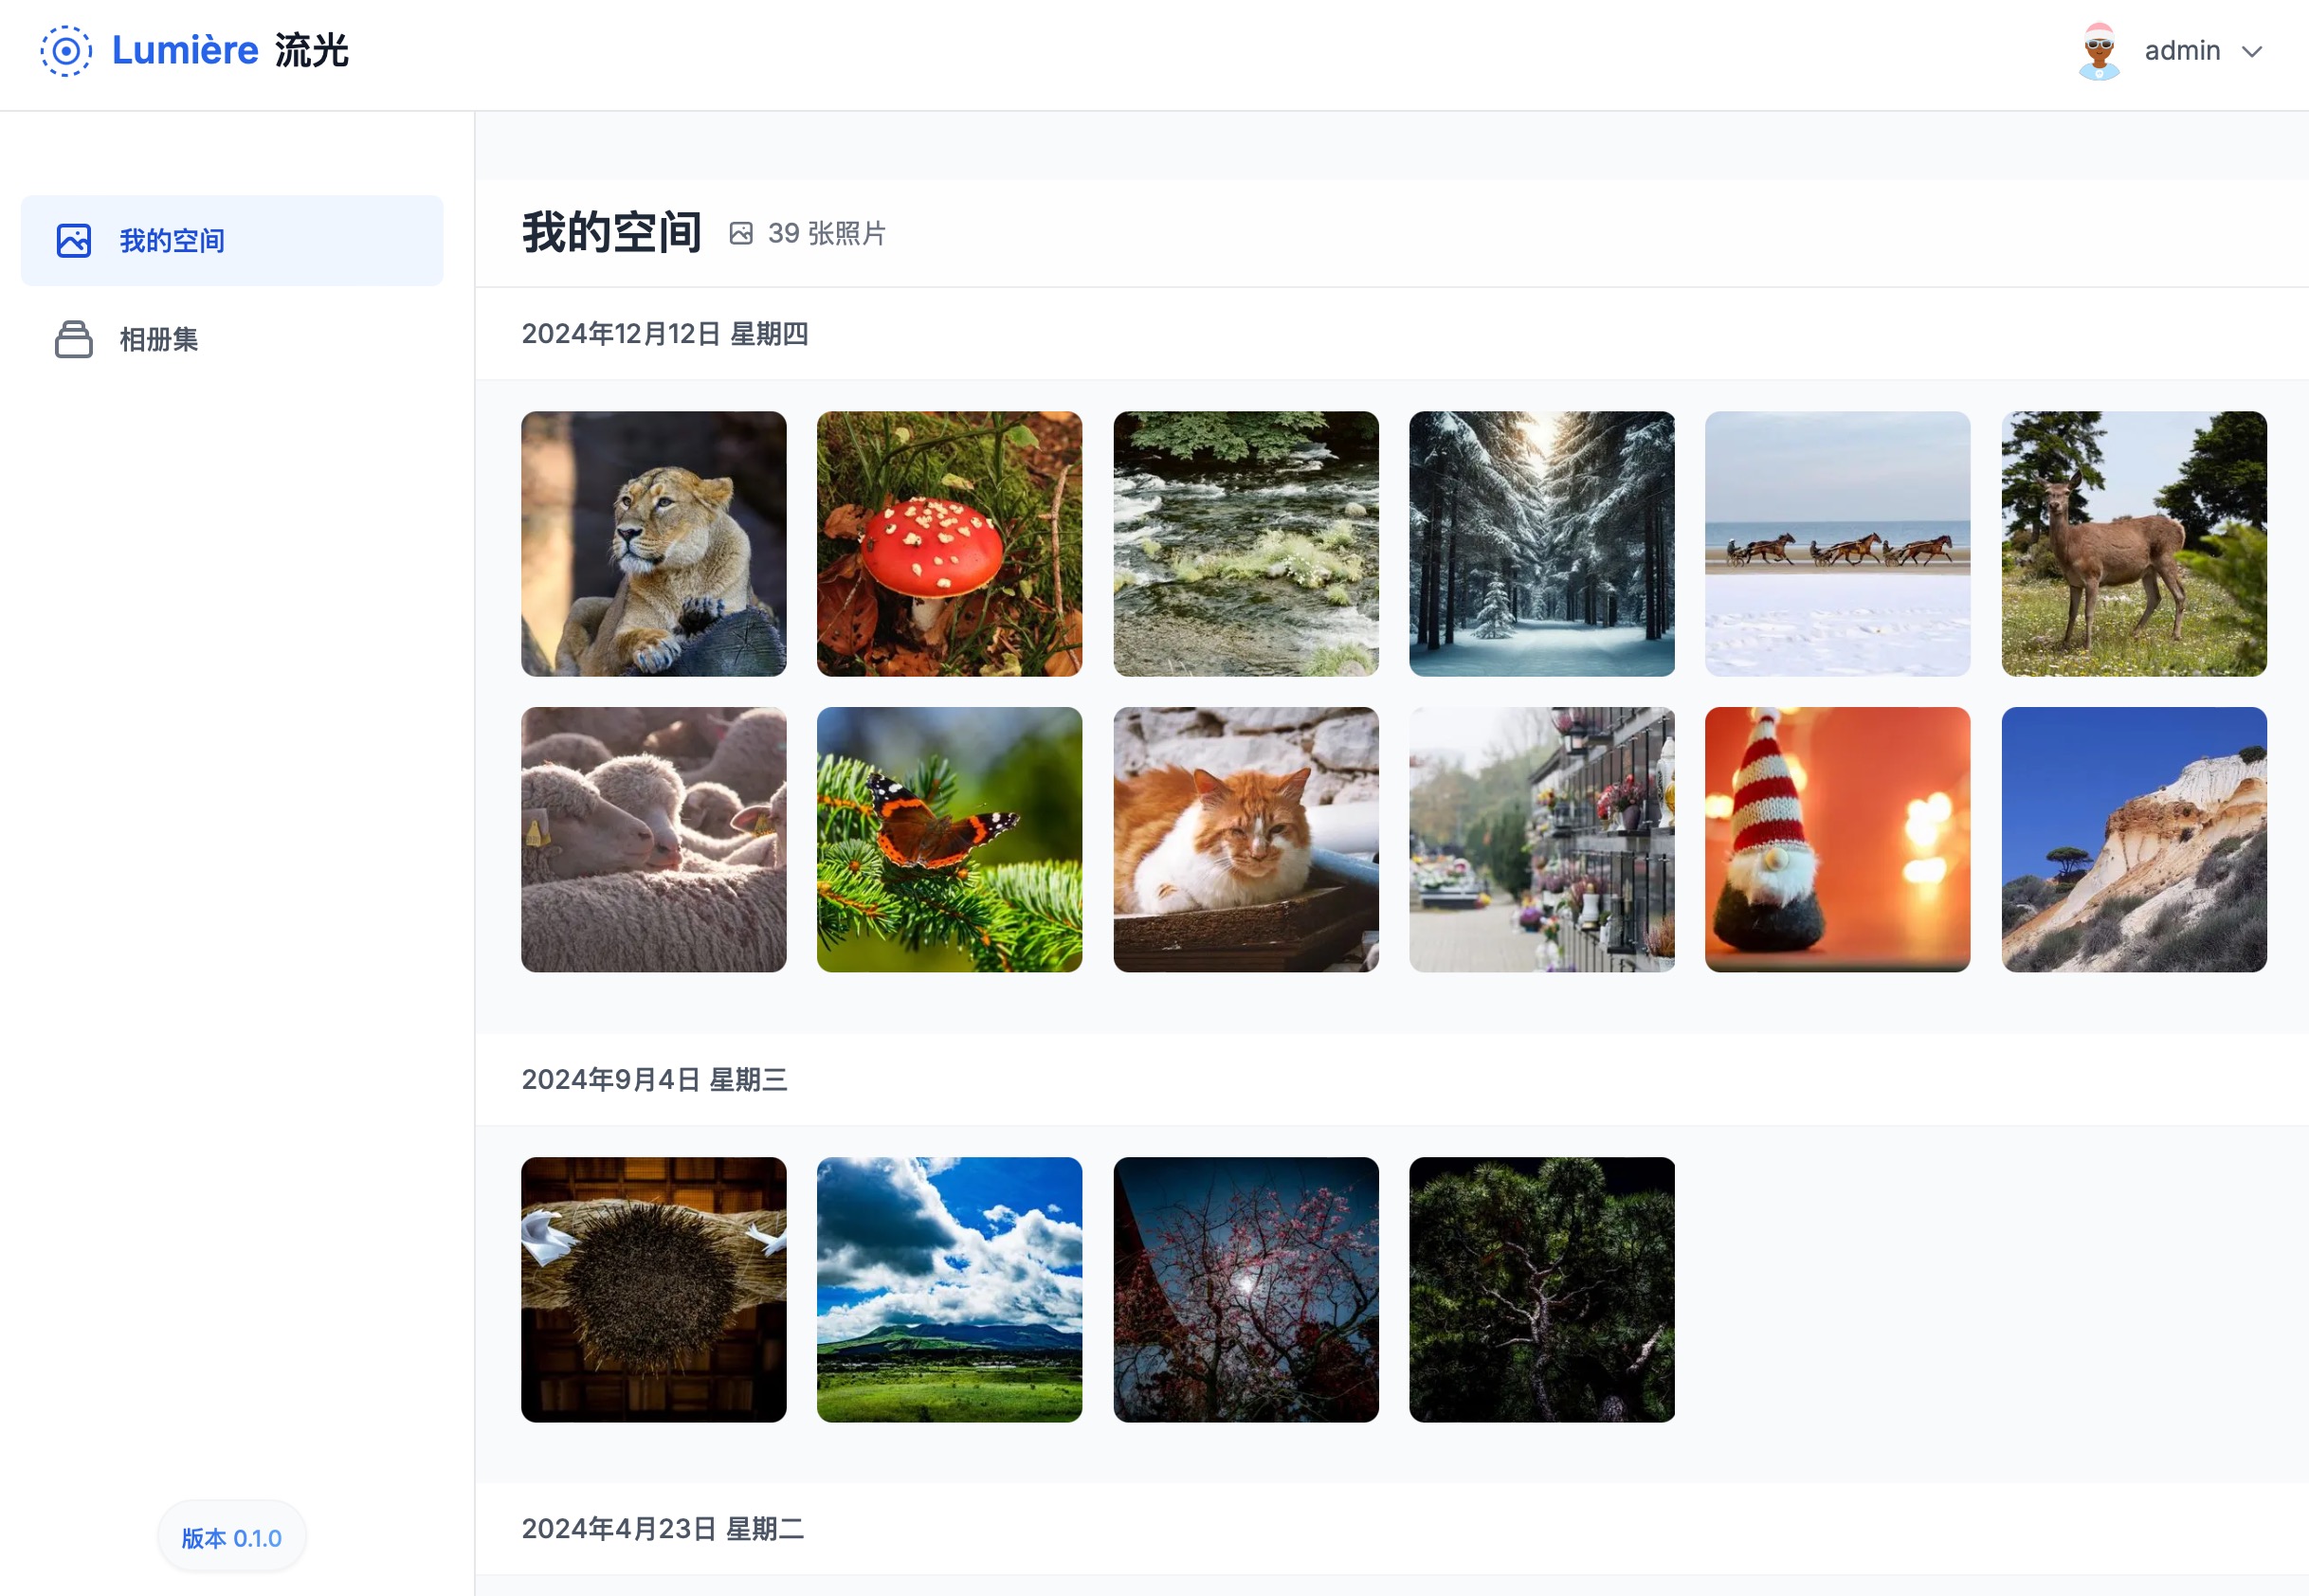 Lumière 流光
admin
我的空间
相册集
我的空间 39 张照片
2024年12月12日 星期四
2024年9月4日 星期三
2024年4月23日 星期二
版本 0.1.0